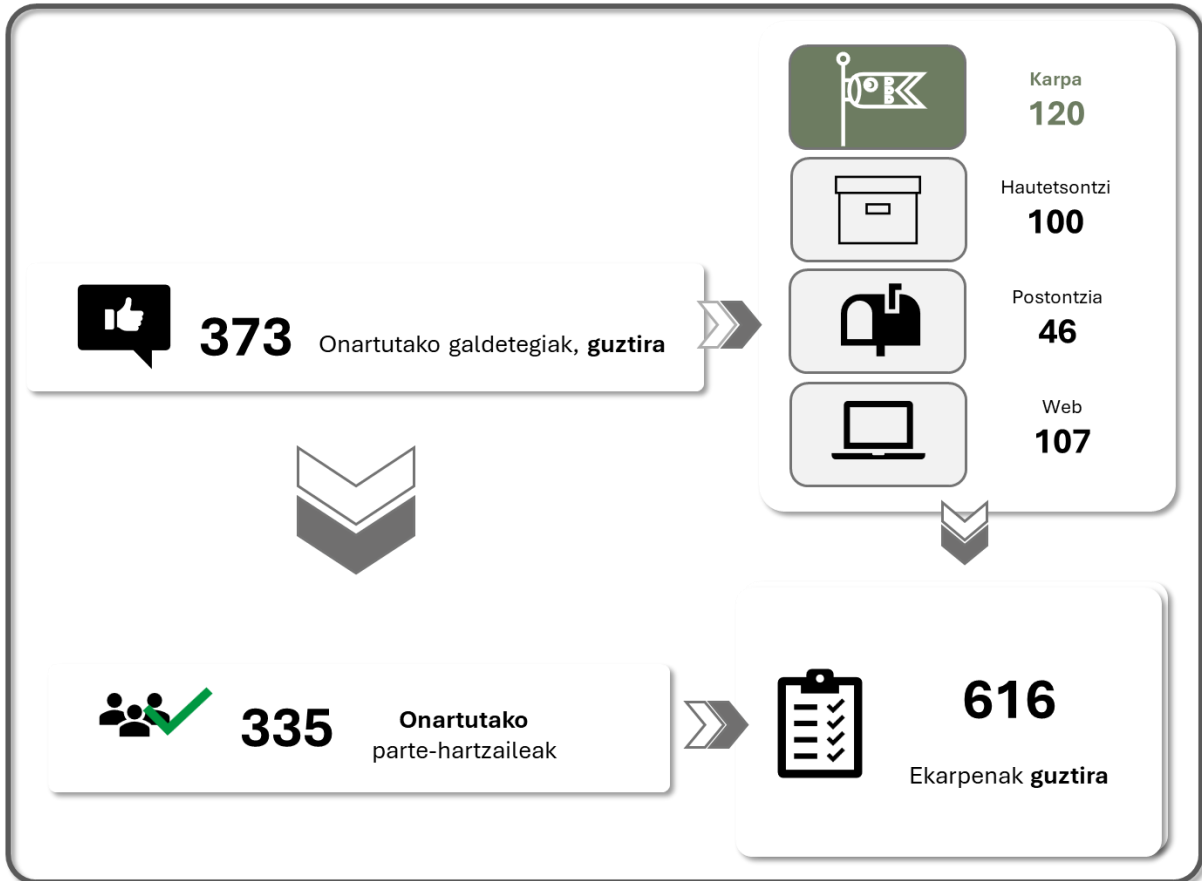 373 Onartutako galdetegiak, guztira
Karpa
120
Hautetsontzi
100
Postontzia
46
Web
107
335 Onartutako
parte-hartzaileak
616
Ekarpenak guztira